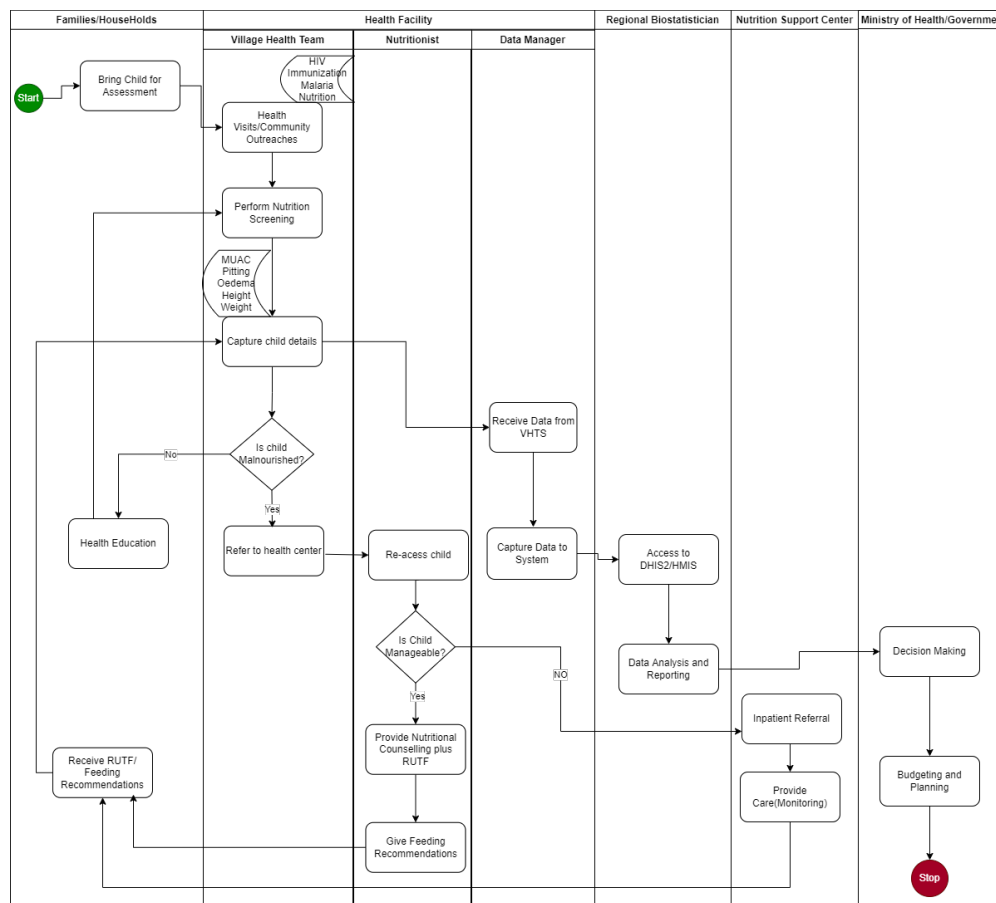 Families/HouseHolds
Health Facility
Regional Biostatistician
Nutrition Support Center
Ministry of Health/Government
Village Health Team
Nutritionist
Data Manager
Start
Bring Child for
Assessment
HIV
Immunization
Malaria
Nutrition
Health
Visits/Community
Outreaches
Perform Nutrition
Screening
MUAC
Pitting
Oedema
Height
Weight
Capture child details
Receive Data from
VHTS
Is child
Malnourished?
No
Yes
Health Education
Refer to health center
Re-acess child
Capture Data to
System
Access to
DHIS2/HMIS
Is Child
Manageable?
NO
Yes
Data Analysis and
Reporting
Decision Making
Inpatient Referral
Provide Nutritional
Counselling plus
RUTF
Receive RUTF/
Feeding
Recommendations
Provide
Care(Monitoring)
Budgeting and
Planning
Give Feeding
Recommendations
Stop